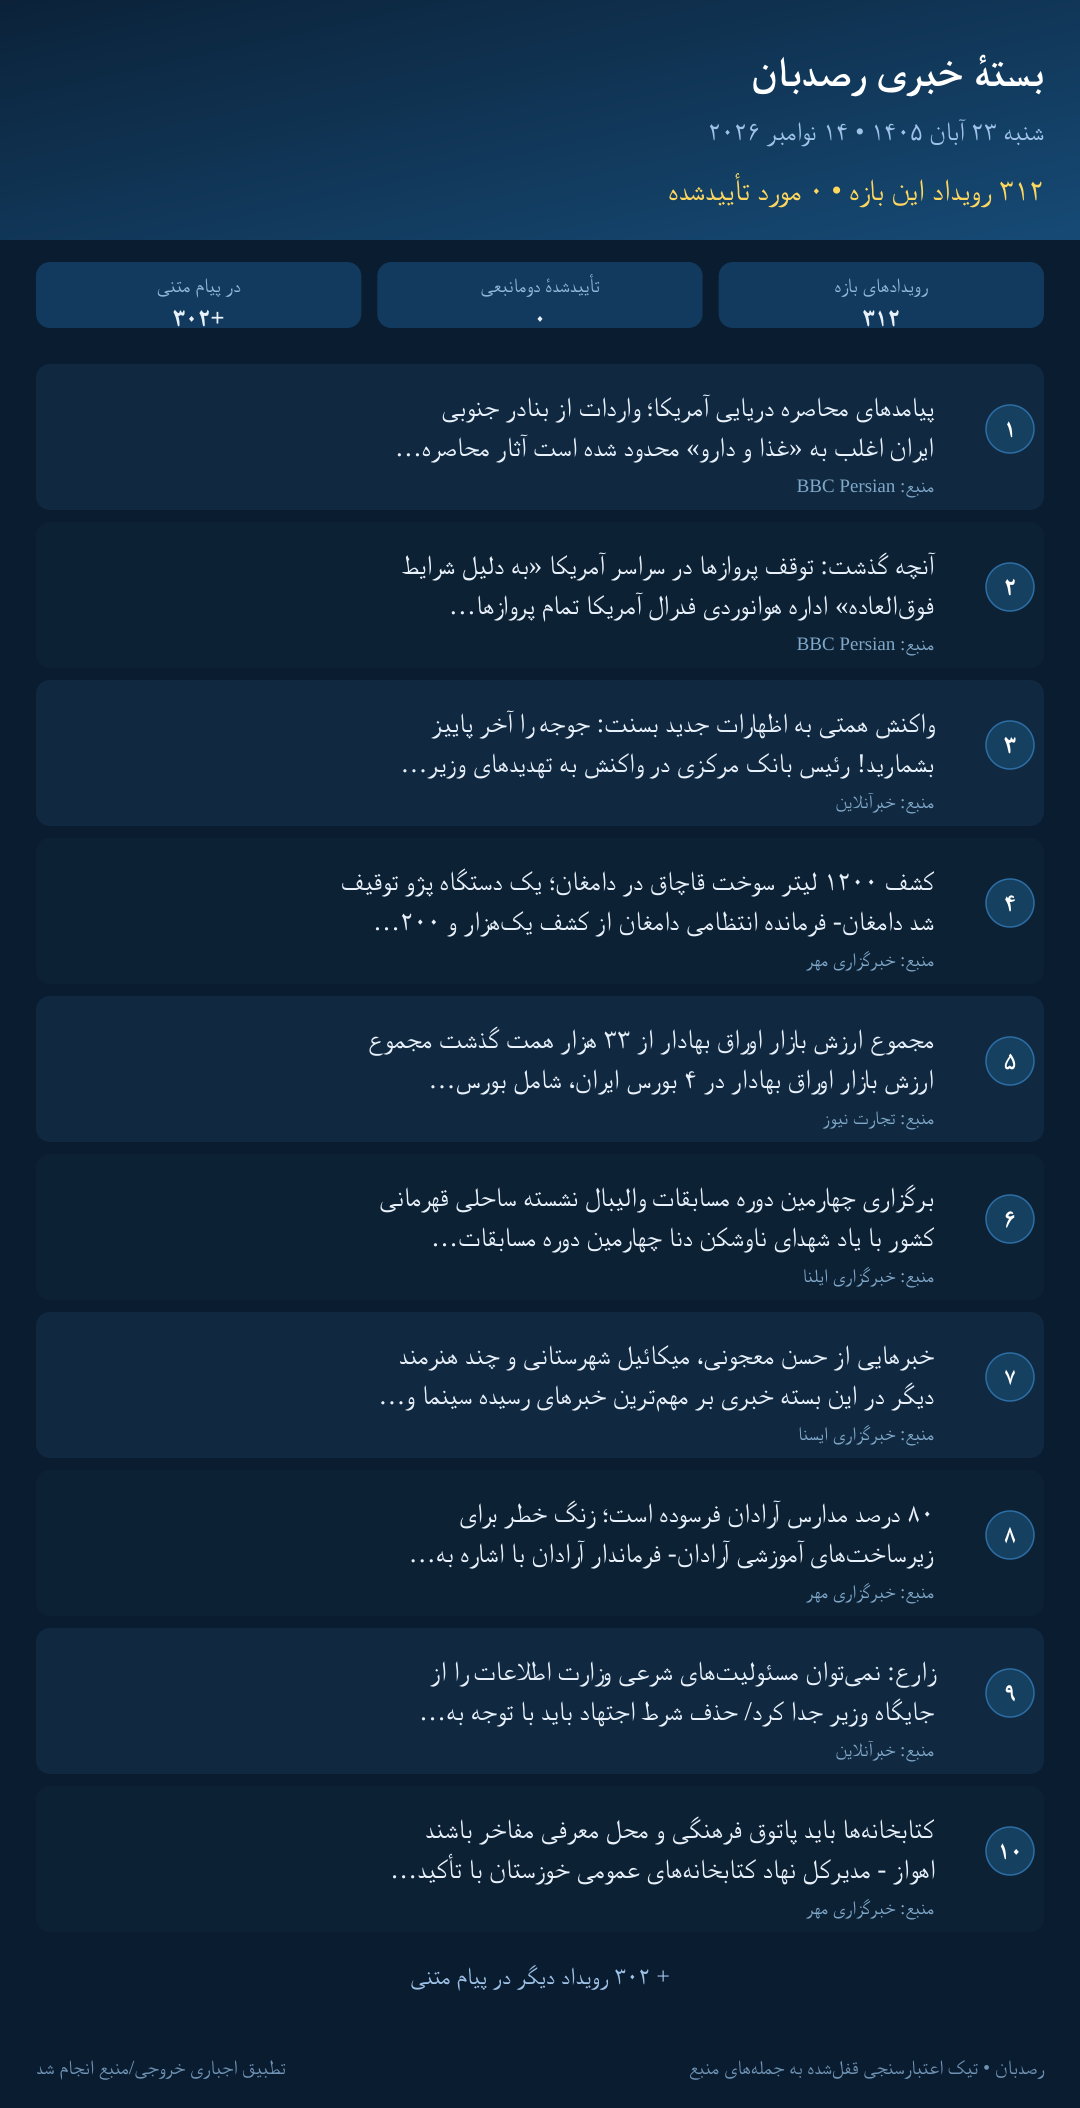 بستهٔ خبری رصدبان
شنبه ۲۳ آبان ۱۴۰۵ • ۱۴ نوامبر ۲۰۲۶
۳۱۲ رویداد این بازه • ۰ مورد تأییدشده
رویدادهای بازه
۳۱۲
تأییدشدهٔ دومنبعی
۰
در پیام متنی
+۳۰۲
۱
پیامدهای محاصره دریایی آمریکا؛ واردات از بنادر جنوبی
ایران اغلب به «غذا و دارو» محدود شده است آثار محاصره…
منبع: BBC Persian
۲
آنچه گذشت: توقف پروازها در سراسر آمریکا «به دلیل شرایط
فوق‌العاده» اداره هوانوردی فدرال آمریکا تمام پروازها…
منبع: BBC Persian
۳
واکنش همتی به اظهارات جدید بسنت: جوجه را آخر پاییز
بشمارید! رئیس بانک مرکزی در واکنش به تهدیدهای وزیر…
منبع: خبرآنلاین
۴
کشف ۱۲۰۰ لیتر سوخت قاچاق در دامغان؛ یک دستگاه پژو توقیف
شد دامغان- فرمانده انتظامی دامغان از کشف یک‌هزار و ۲۰۰…
منبع: خبرگزاری مهر
۵
مجموع ارزش بازار اوراق بهادار از ۳۳ هزار همت گذشت مجموع
ارزش بازار اوراق بهادار در ۴ بورس ایران، شامل بورس…
منبع: تجارت نیوز
۶
برگزاری چهارمین دوره مسابقات والیبال نشسته ساحلی قهرمانی
کشور با یاد شهدای ناوشکن دنا چهارمین دوره مسابقات…
منبع: خبرگزاری ایلنا
۷
خبرهایی از حسن معجونی، میکائیل شهرستانی و چند هنرمند
دیگر در این بسته خبری بر مهم‌ترین خبرهای رسیده سینما و…
منبع: خبرگزاری ایسنا
۸
۸۰ درصد مدارس آرادان فرسوده است؛ زنگ خطر برای
زیرساخت‌های آموزشی آرادان- فرماندار آرادان با اشاره به…
منبع: خبرگزاری مهر
۹
زارع: نمی‌توان مسئولیت‌های شرعی وزارت اطلاعات را از
جایگاه وزیر جدا کرد/ حذف شرط اجتهاد باید با توجه به…
منبع: خبرآنلاین
۱۰
کتابخانه‌ها باید پاتوق فرهنگی و محل معرفی مفاخر باشند
اهواز - مدیرکل نهاد کتابخانه‌های عمومی خوزستان با تأکید…
منبع: خبرگزاری مهر
+ ۳۰۲ رویداد دیگر در پیام متنی
رصدبان • تیک اعتبارسنجی قفل‌شده به جمله‌های منبع
تطبیق اجباری خروجی/منبع انجام شد